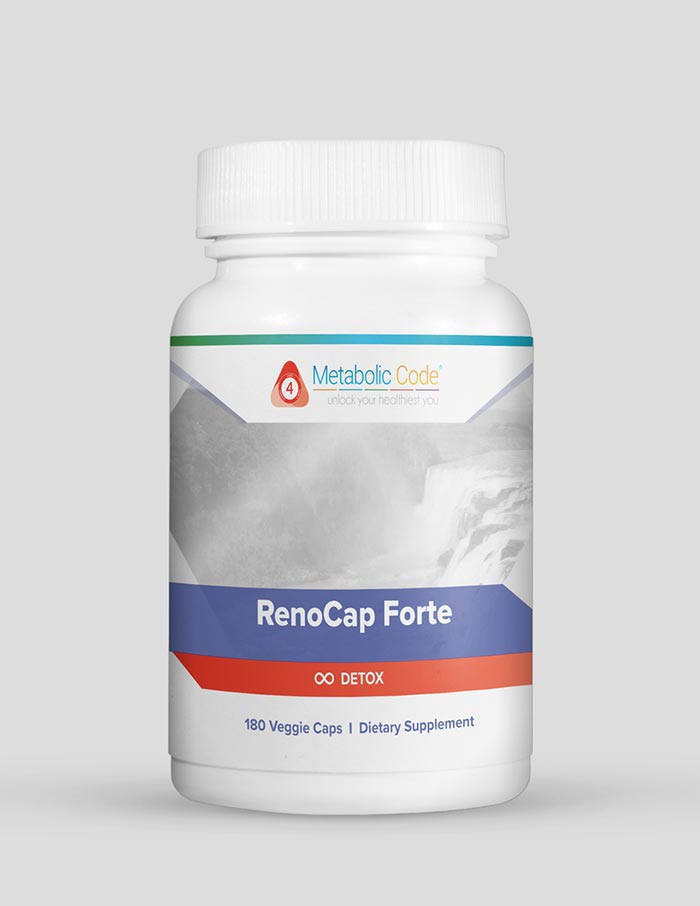 4
Metabolic Code®
unlock your healthiest you
RenoCap Forte
∞ DETOX
180 Veggie Caps | Dietary Supplement